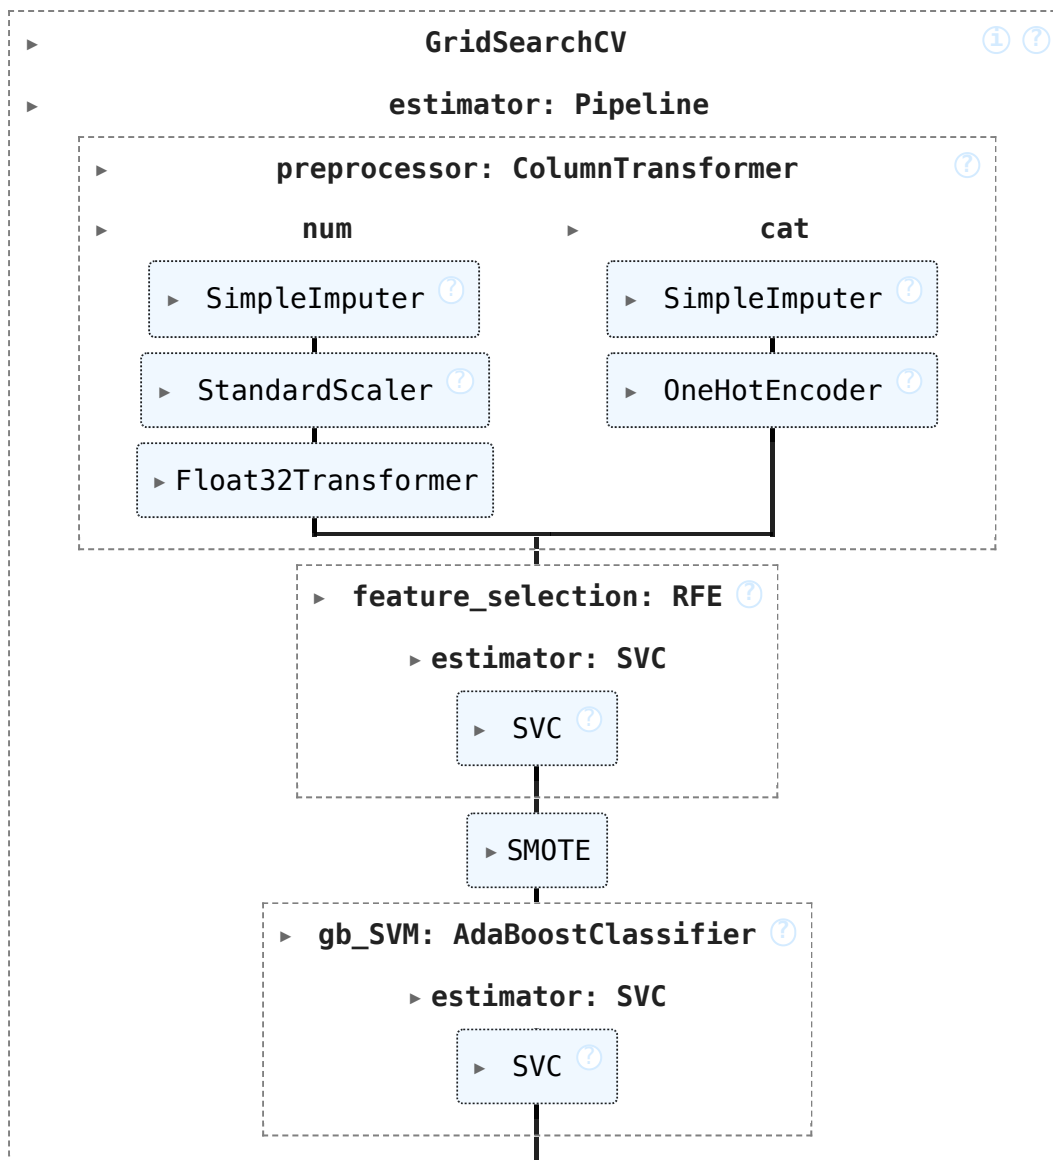 GridSearchCV i ?
estimator: Pipeline
preprocessor: ColumnTransformer ?
num cat
SimpleImputer ? SimpleImputer ?
StandardScaler ? OneHotEncoder ?
Float32Transformer
feature_selection: RFE ?
estimator: SVC
SVC ?
SMOTE
gb_SVM: AdaBoostClassifier ?
estimator: SVC
SVC ?